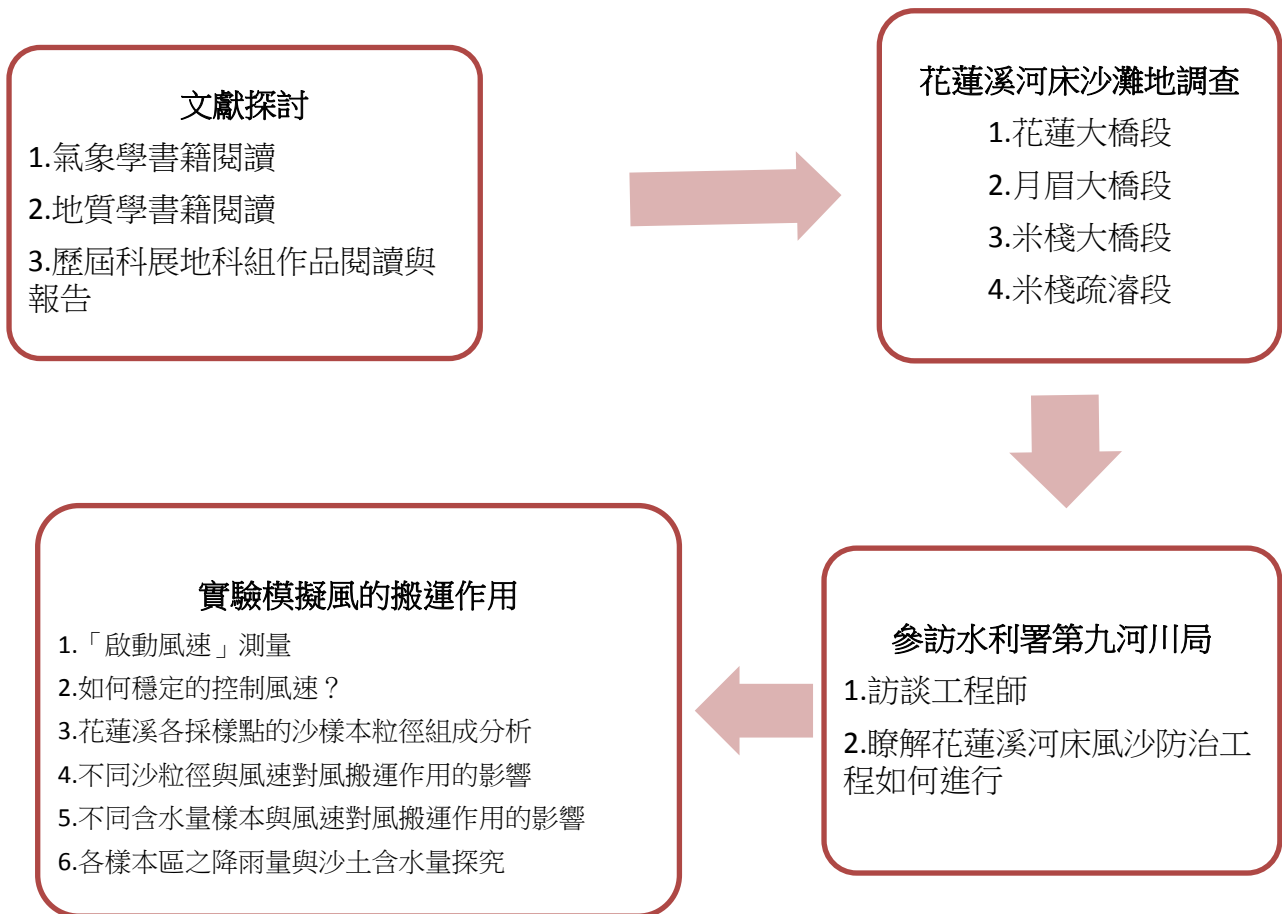 文獻探討
1.氣象學書籍閱讀
2.地質學書籍閱讀
3.歷屆科展地科組作品閱讀與
報告
花蓮溪河床沙灘地調查
1.花蓮大橋段
2.月眉大橋段
3.米棧大橋段
4.米棧疏濬段
參訪水利署第九河川局
1.訪談工程師
2.瞭解花蓮溪河床風沙防治工
程如何進行
實驗模擬風的搬運作用
1.「啟動風速」測量
2.如何穩定的控制風速？
3.花蓮溪各採樣點的沙樣本粒徑組成分析
4.不同沙粒徑與風速對風搬運作用的影響
5.不同含水量樣本與風速對風搬運作用的影響
6.各樣本區之降雨量與沙土含水量探究